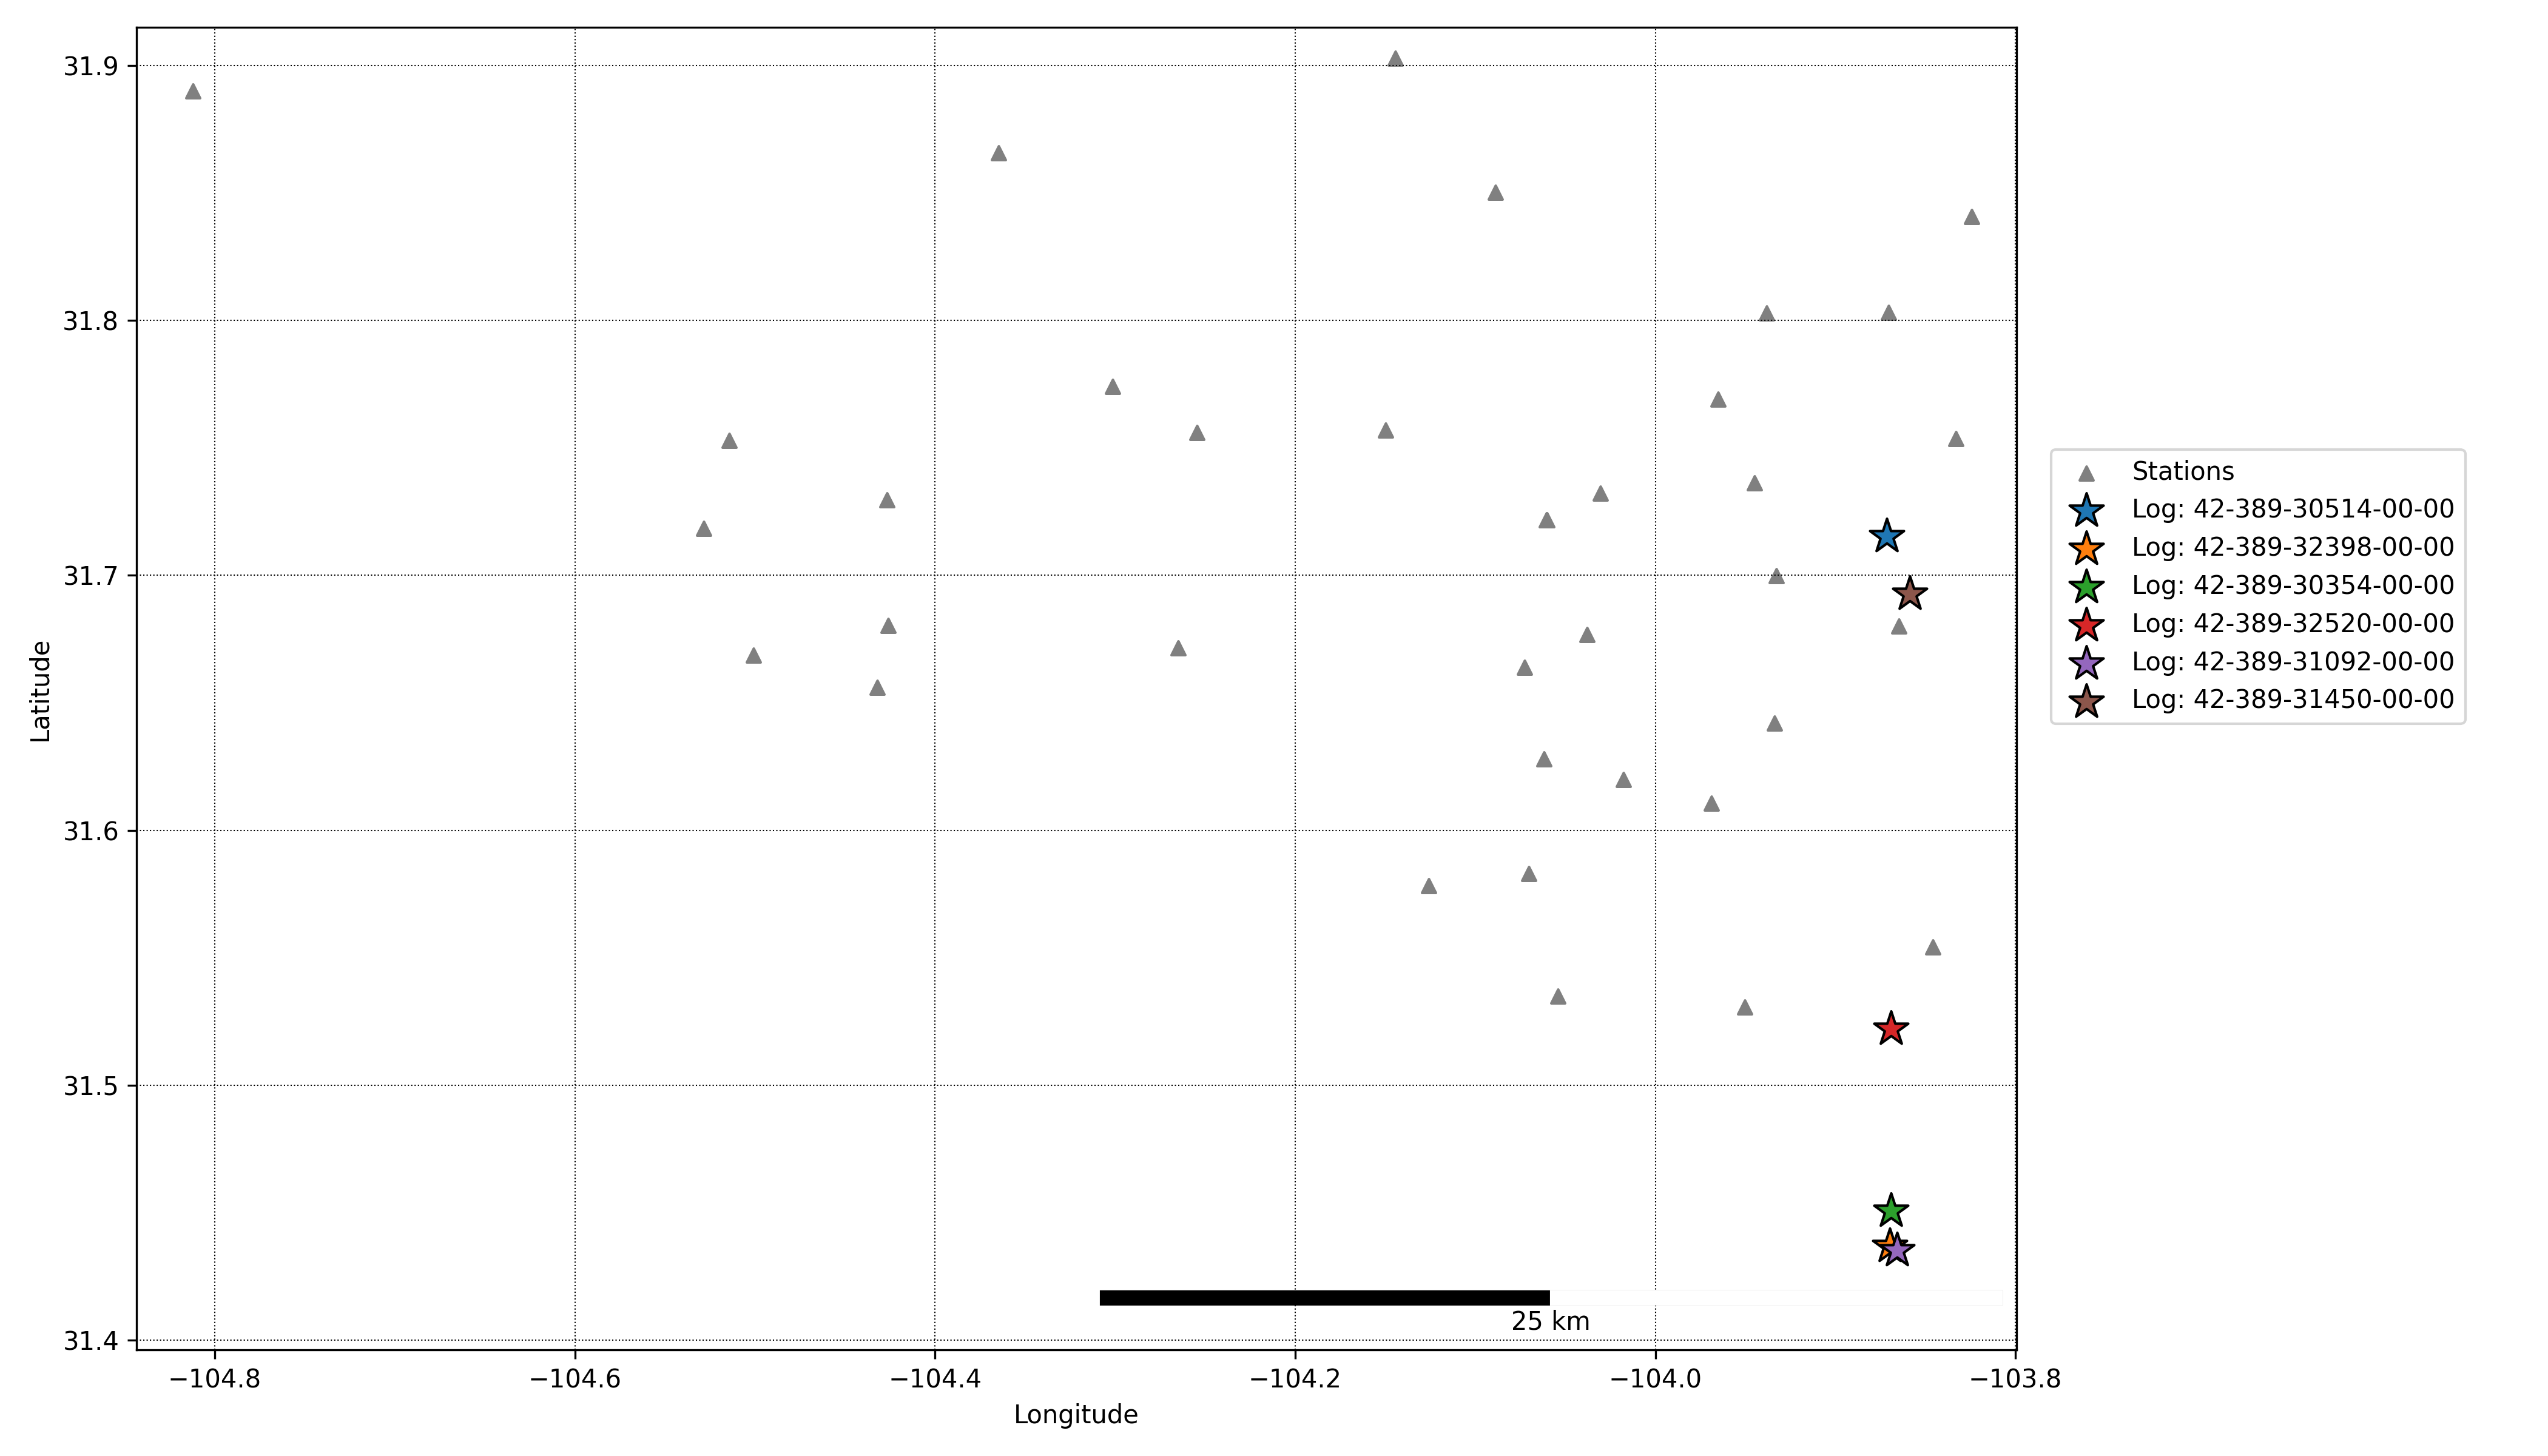 31.9
31.8
31.7
31.6
31.5
31.4
Latitude
−104.8
−104.6
−104.4
−104.2
−104.0
−103.8
Longitude
25 km
Stations
Log: 42-389-30514-00-00
Log: 42-389-32398-00-00
Log: 42-389-30354-00-00
Log: 42-389-32520-00-00
Log: 42-389-31092-00-00
Log: 42-389-31450-00-00